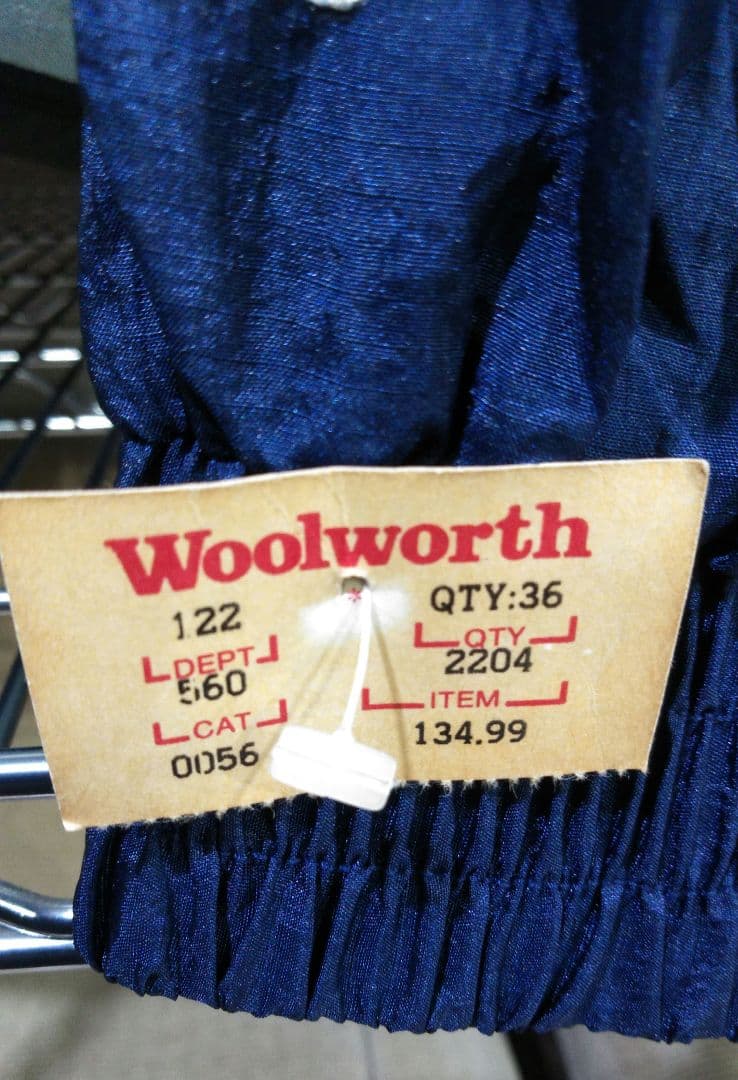 Woolworth
122 QTY:36
DEPT QTY
560 2204
CAT ITEM
0056 134.99